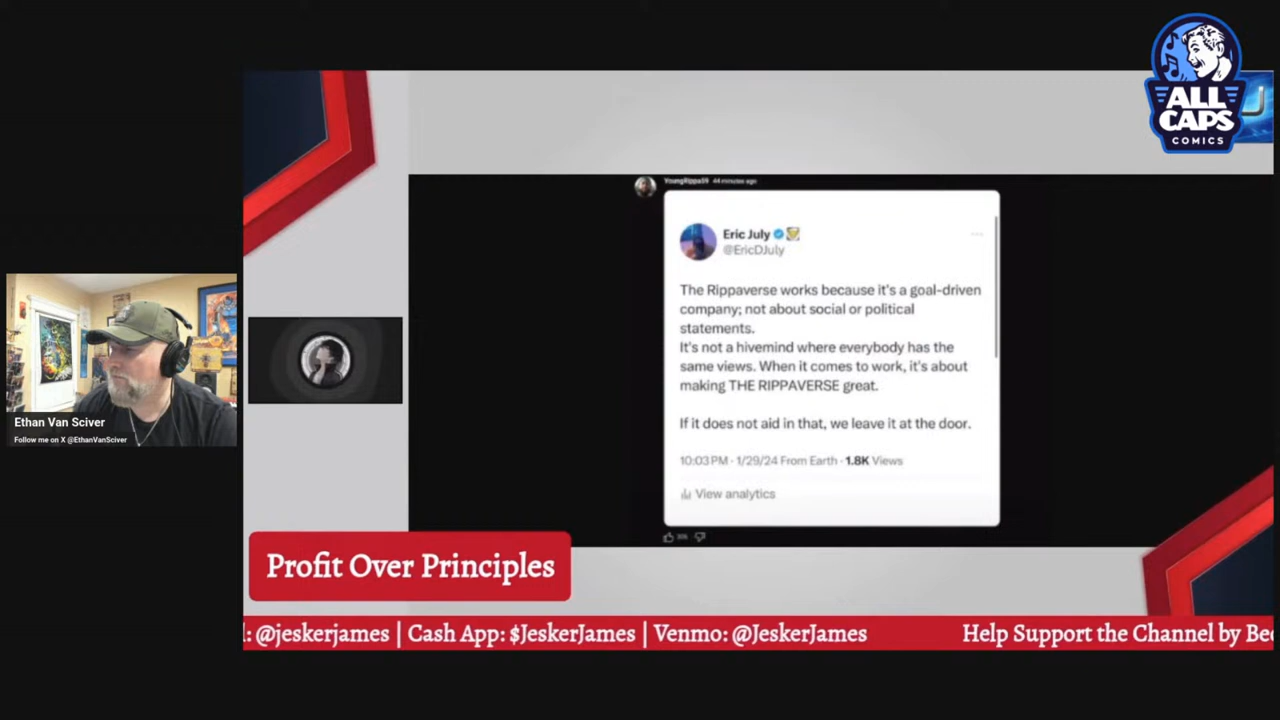 ALL
CAPS
COMICS
YoungRippa59 44 minutes ago
Eric July
@EricDJuly
The Rippaverse works because it's a goal-driven
company; not about social or political
statements.
It's not a hivemind where everybody has the
same views. When it comes to work, it's about
making THE RIPPAVERSE great.
If it does not aid in that, we leave it at the door.
10:03 PM · 1/29/24 From Earth · 1.8K Views
View analytics
Ethan Van Sciver
Follow me on X @EthanVanSciver
Profit Over Principles
: @jeskerjames | Cash App: $JeskerJames | Venmo: @JeskerJames Help Support the Channel by